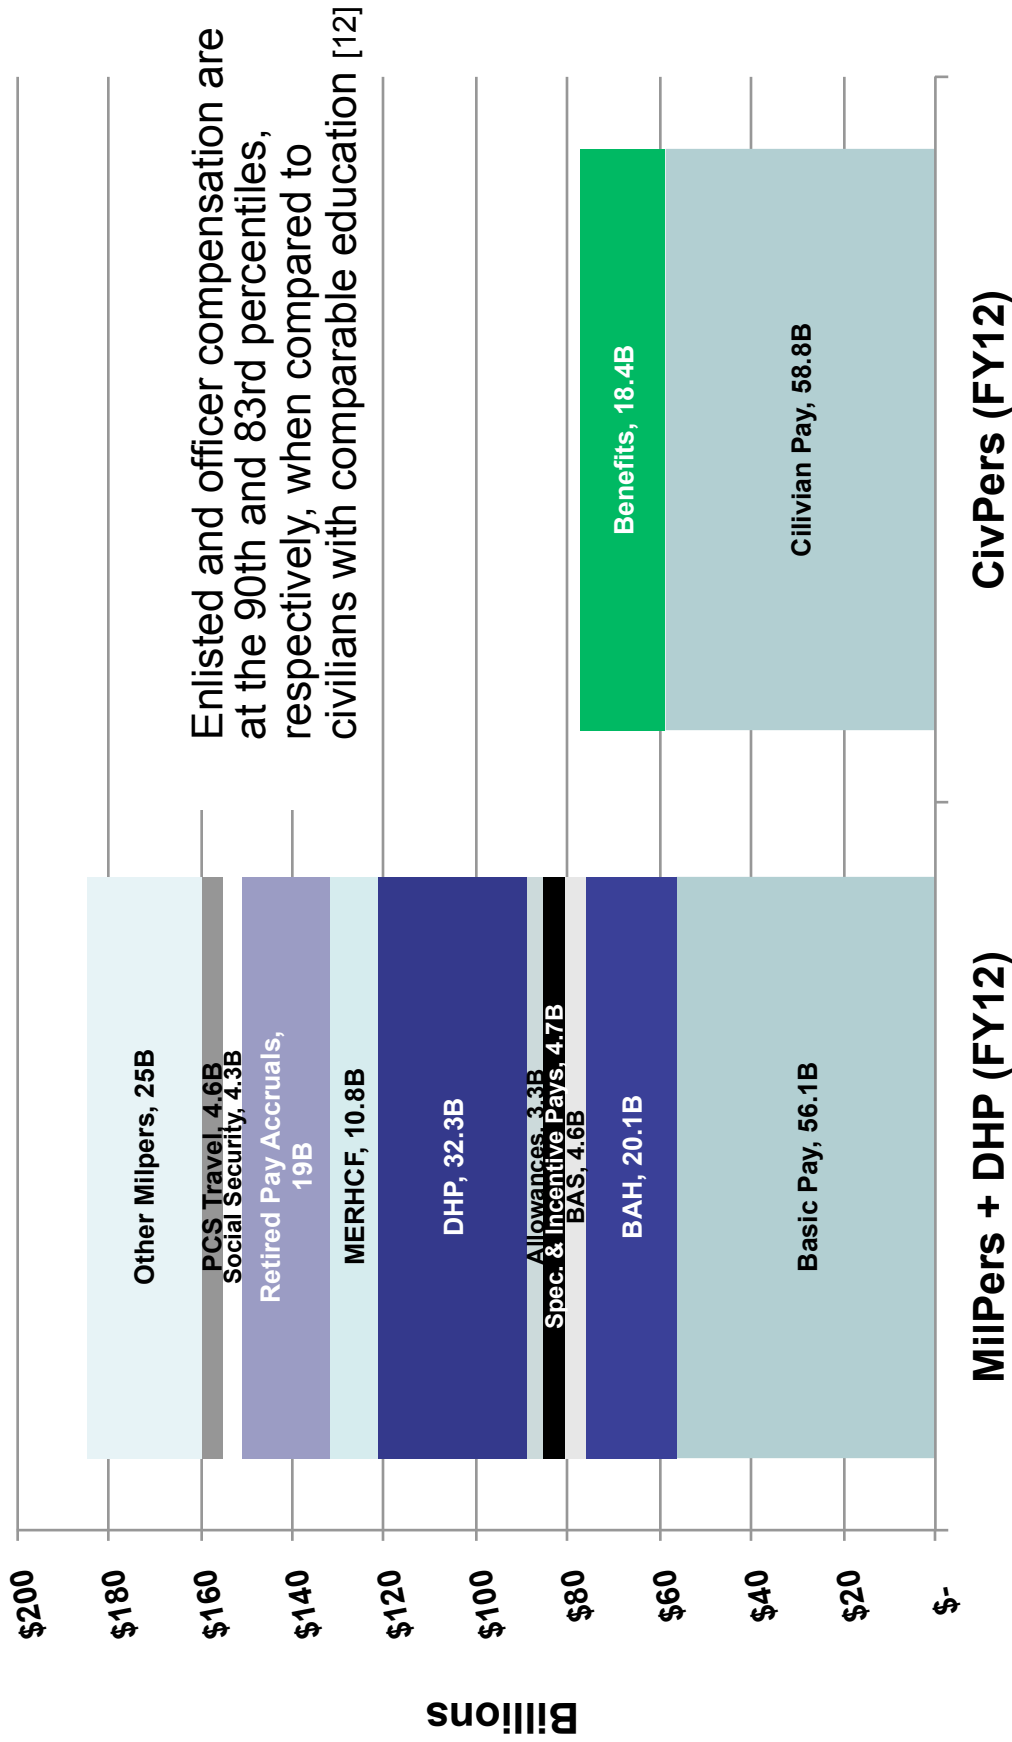 Billions
$200
$180
$160
$140
$120
$100
$80
$60
$40
$20
$-
Other Milpers, 25B
PCS Travel, 4.6B
Social Security, 4.3B
Retired Pay Accruals,
19B
MERHCF, 10.8B
DHP, 32.3B
Allowances, 3.3B
Spec. & Incentive Pays, 4.7B
BAS, 4.6B
BAH, 20.1B
Basic Pay, 56.1B
MilPers + DHP (FY12)
Enlisted and officer compensation are
at the 90th and 83rd percentiles,
respectively, when compared to
civilians with comparable education [12]
Benefits, 18.4B
Cilivian Pay, 58.8B
CivPers (FY12)